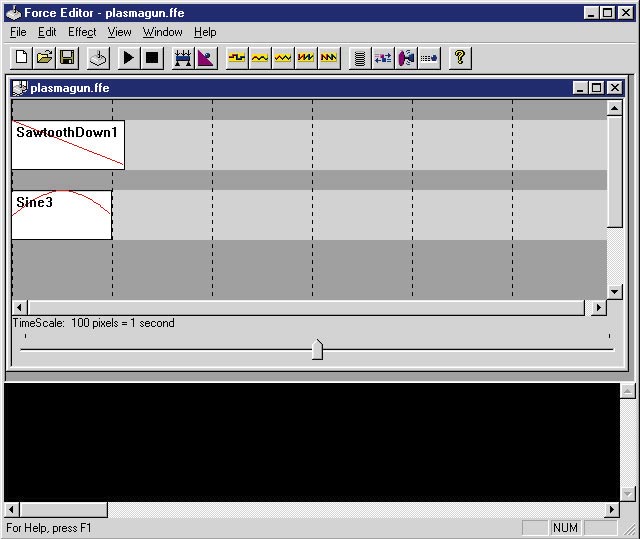 Force Editor - plasmagun.ffe
File Edit Effect View Window Help
plasmagun.ffe
SawtoothDown1
Sine3
TimeScale: 100 pixels = 1 second
For Help, press F1
NUM